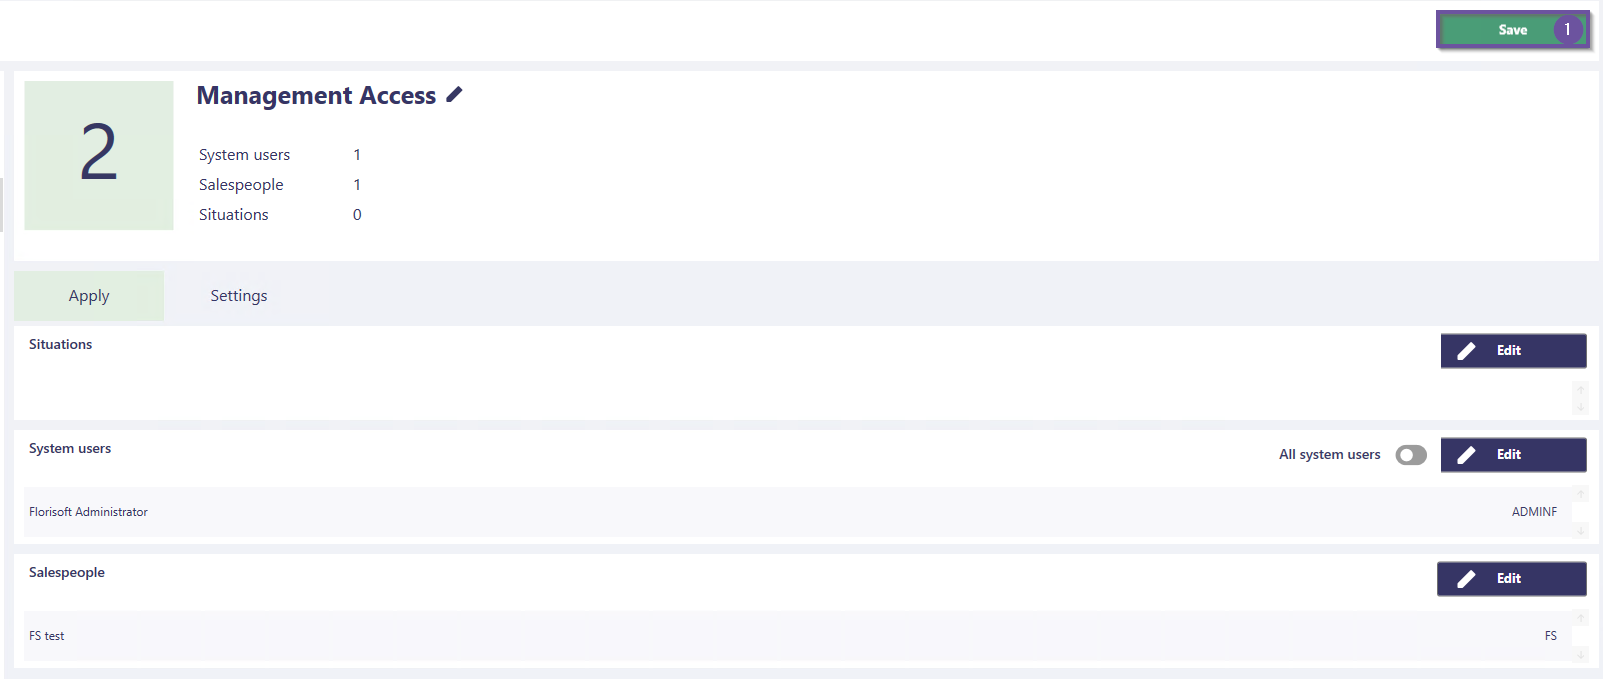 Save 1
2
Management Access
System users 1
Salespeople 1
Situations 0
Apply Settings
Situations Edit
System users All system users Edit
Florisoft Administrator ADMINF
Salespeople Edit
FS test FS